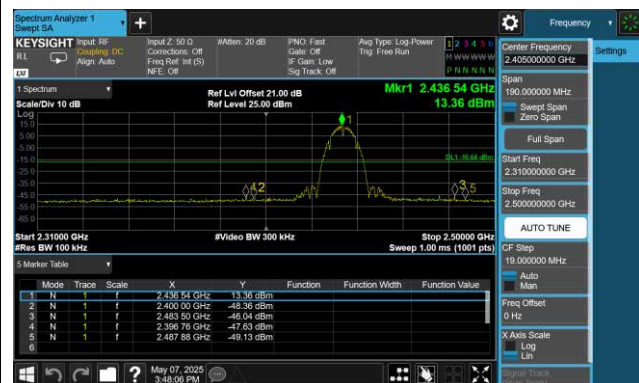 Spectrum Analyzer 1
Swept SA
Frequency
KEYSIGHT
RL
LXI
Input: RF
Coupling: DC
Align: Auto
Input Z: 50 Ω
Corrections: Off
Freq Ref: Int (S)
NFE: Off
#Atten: 20 dB
PNO: Fast
Gate: Off
IF Gain: Low
Sig Track: Off
Avg Type: Log-Power
Trig: Free Run
1 2 3 4 5 6
M W W W W W
P N N N N N
1 Spectrum
Scale/Div 10 dB
Log
Ref Lvl Offset 21.00 dB
Ref Level 25.00 dBm
Mkr1 2.436 54 GHz
13.36 dBm
15.0
5.00
-5.00
-15.0
-25.0
-35.0
-45.0
-55.0
-65.0
1
DL1 -16.64 dBm
Start 2.31000 GHz
#Res BW 100 kHz
#Video BW 300 kHz
Stop 2.50000 GHz
Sweep 1.00 ms (1001 pts)
5 Marker Table
Mode Trace Scale X Y Function Function Width Function Value
1 N 1 f 2.436 54 GHz 13.36 dBm
2 N 1 f 2.400 00 GHz -48.36 dBm
3 N 1 f 2.483 50 GHz -46.04 dBm
4 N 1 f 2.396 76 GHz -47.63 dBm
5 N 1 f 2.487 88 GHz -49.13 dBm
6
May 07, 2025
3:48:06 PM
Center Frequency
2.405000000 GHz
Settings
Span
190.000000 MHz
Swept Span
Zero Span
Full Span
Start Freq
2.310000000 GHz
Stop Freq
2.500000000 GHz
AUTO TUNE
CF Step
19.000000 MHz
Auto
Man
Freq Offset
0 Hz
X Axis Scale
Log
Lin
Signal Track